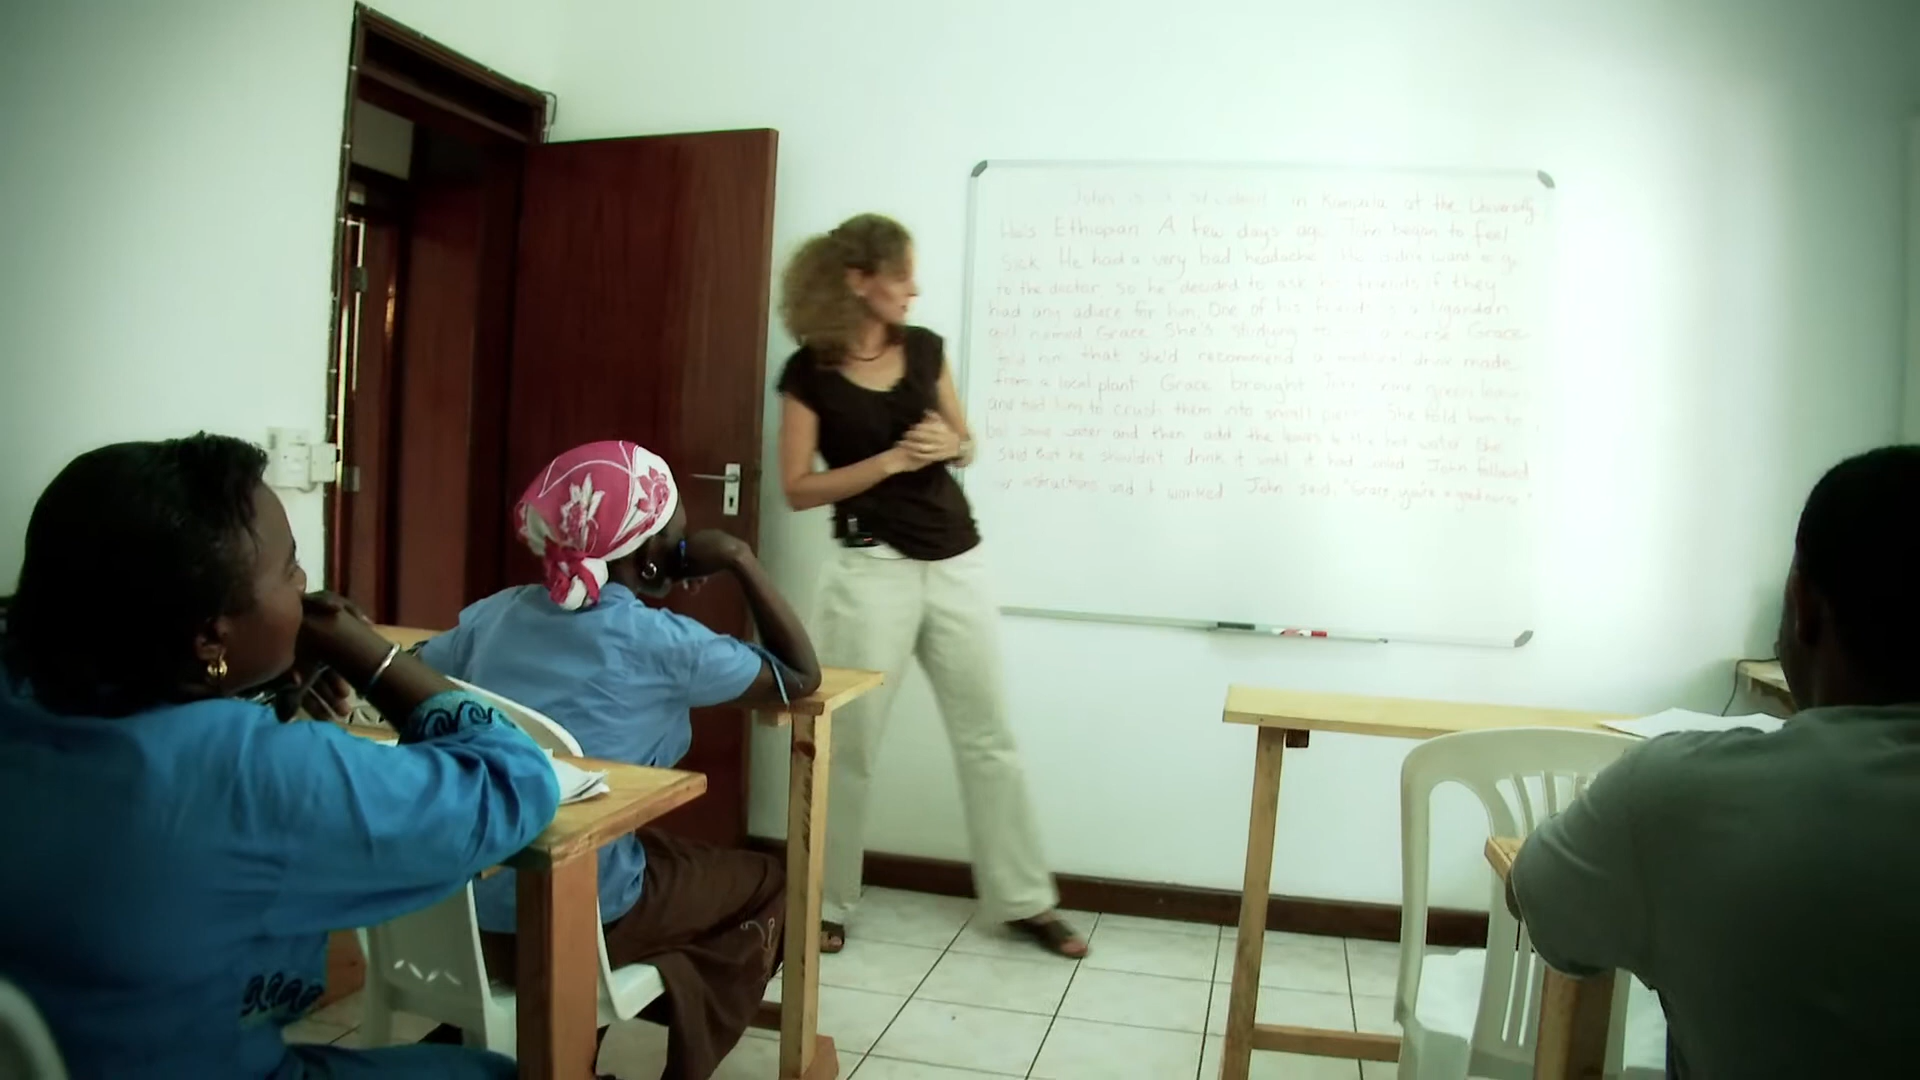 John is a student in Kampala at the University
He's Ethiopian A few days ago John began to feel
sick. He had a very bad headache. He didn't want to go
to the doctor so he decided to ask his friends if they
had any advice for him. One of his friends is a Ugandan
girl named Grace. She's studying to a nurse Grace
told him that she'd recommend a medicinal drink made
from a local plant Grace brought John nine green leaves
and told him to crush them into small pieces She told him to
boil some water and then add the leaves to the hot water She
said that he shouldn't drink it until it had cooled John followed
instructions and it worked John said, "Grace, you're a good nurse."